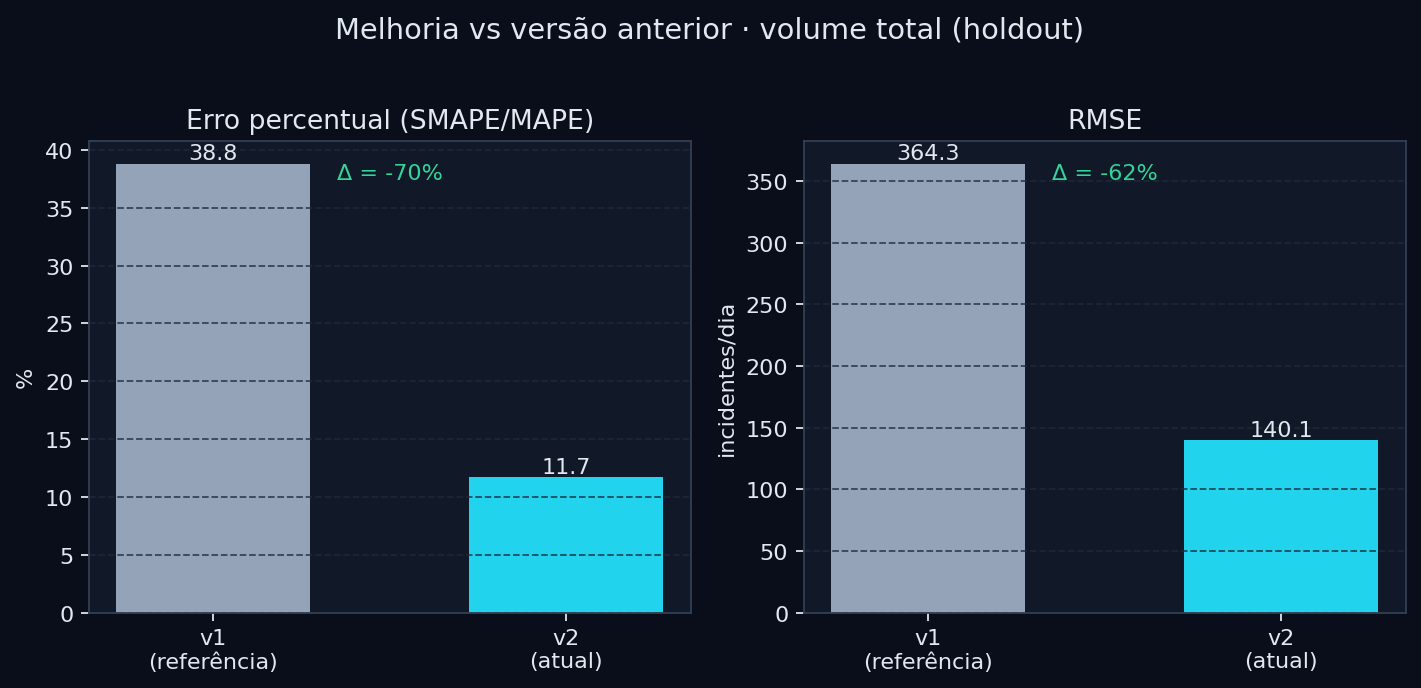 Melhoria vs versão anterior · volume total (holdout)
Erro percentual (SMAPE/MAPE)
40
35
30
25
20
15
10
5
0
%
38.8
Δ = -70%
11.7
v1
(referência)
v2
(atual)
RMSE
350
300
250
200
150
100
50
0
incidentes/dia
364.3
Δ = -62%
140.1
v1
(referência)
v2
(atual)